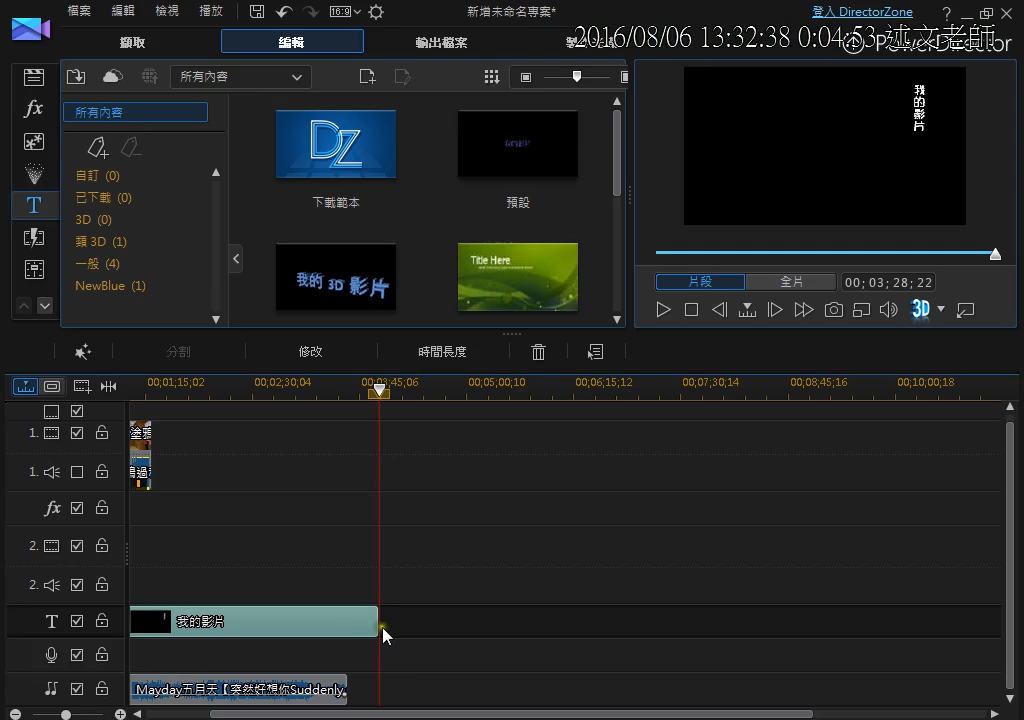 檔案 編輯 檢視 播放 16:9 新增未命名專案* 登入 DirectorZone ?
擷取 編輯 輸出檔案 2016/08/06 13:32:38 0:04:53 述文老師
PowerDirector
所有內容
所有內容
自訂 (0)
已下載 (0)
3D (0)
類 3D (1)
一般 (4)
NewBlue (1)
fx
T
DZ
下載範本
預設
我的 3D 影片
Title Here
我的影片
片段 全片 00; 03; 28; 22
3D
分割 修改 時間長度
00;01;15;02 00;02;30;04 00;03;45;06 00;05;00;10 00;06;15;12 00;07;30;14 00;08;45;16 00;10;00;18
1.
1.
fx
2.
2.
T 我的影片
Mayday五月天【突然好想你Suddenly